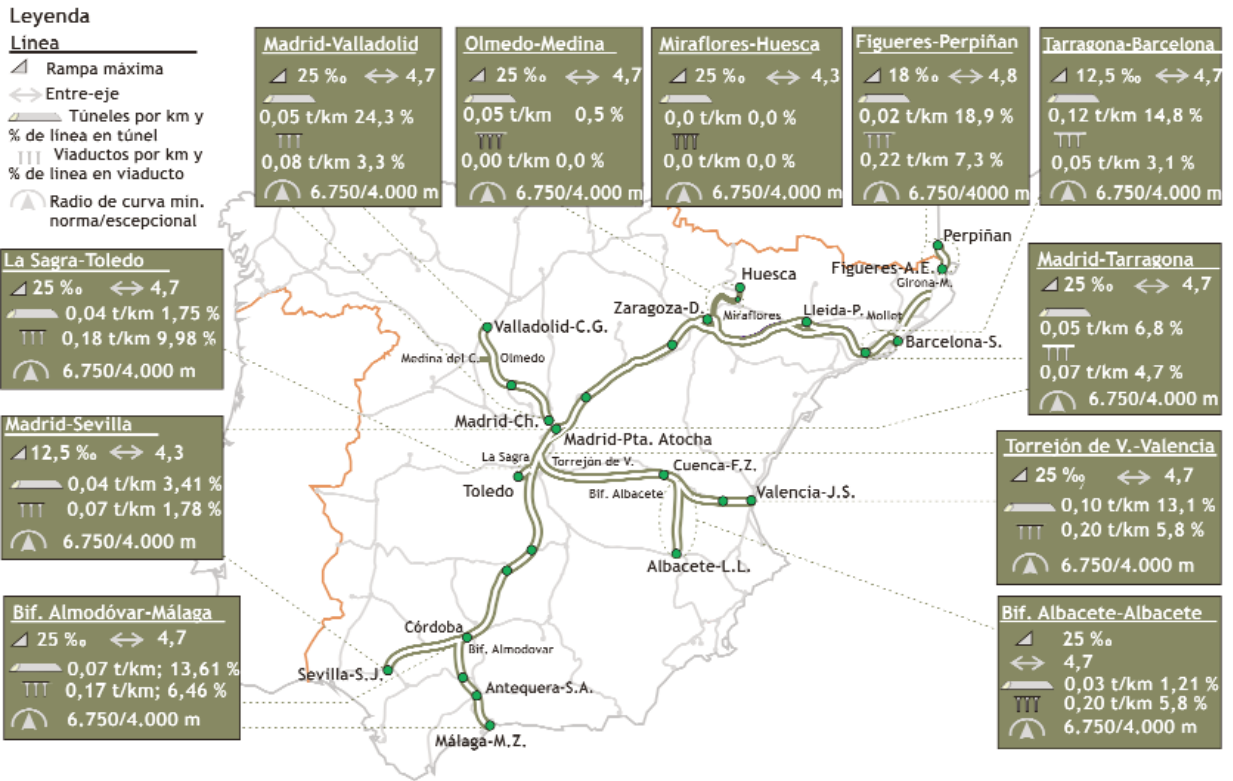 Leyenda
Línea
Rampa màxima
Entre-eje
Túneles por km y
% de línea en túnel
Viaductos por km y
% de línea en viaducto
Radio de curva min.
norma/escepcional
Madrid-Valladolid
25 ‰ 4,7
0,05 t/km 24,3 %
0,08 t/km 3,3 %
6.750/4.000 m
Olmedo-Medina
25 ‰ 4,7
0,05 t/km 0,5 %
0,00 t/km 0,0 %
6.750/4.000 m
Miraflores-Huesca
25 ‰ 4,3
0,0 t/km 0,0 %
0,0 t/km 0,0 %
6.750/4.000 m
Figueres-Perpiñan
18 ‰ 4,8
0,02 t/km 18,9 %
0,22 t/km 7,3 %
6.750/4000 m
Tarragona-Barcelona
12,5 ‰ 4,7
0,12 t/km 14,8 %
0,05 t/km 3,1 %
6.750/4.000 m
La Sagra-Toledo
25 ‰ 4,7
0,04 t/km 1,75 %
0,18 t/km 9,98 %
6.750/4.000 m
Madrid-Sevilla
12,5 ‰ 4,3
0,04 t/km 3,41 %
0,07 t/km 1,78 %
6.750/4.000 m
Bif. Almodóvar-Málaga
25 ‰ 4,7
0,07 t/km; 13,61 %
0,17 t/km; 6,46 %
6.750/4.000 m
Madrid-Tarragona
25 ‰ 4,7
0,05 t/km 6,8 %
0,07 t/km 4,7 %
6.750/4.000 m
Torrejón de V.-Valencia
25 ‰ 4,7
0,10 t/km 13,1 %
0,20 t/km 5,8 %
6.750/4.000 m
Bif. Albacete-Albacete
25 ‰
4,7
0,03 t/km 1,21 %
0,20 t/km 5,8 %
6.750/4.000 m
Perpiñan
Figueres-A.E.
Girona-M.
Huesca
Zaragoza-D.
Miraflores
Lleida-P.
Mollet
Barcelona-S.
Valladolid-C.G.
Medina del C.
Olmedo
Madrid-Ch.
Madrid-Pta. Atocha
La Sagra
Torrejón de V.
Cuenca-F.Z.
Toledo
Bif. Albacete
Valencia-J.S.
Albacete-L.L.
Córdoba
Bif. Almodovar
Sevilla-S.J.
Antequera-S.A.
Málaga-M.Z.